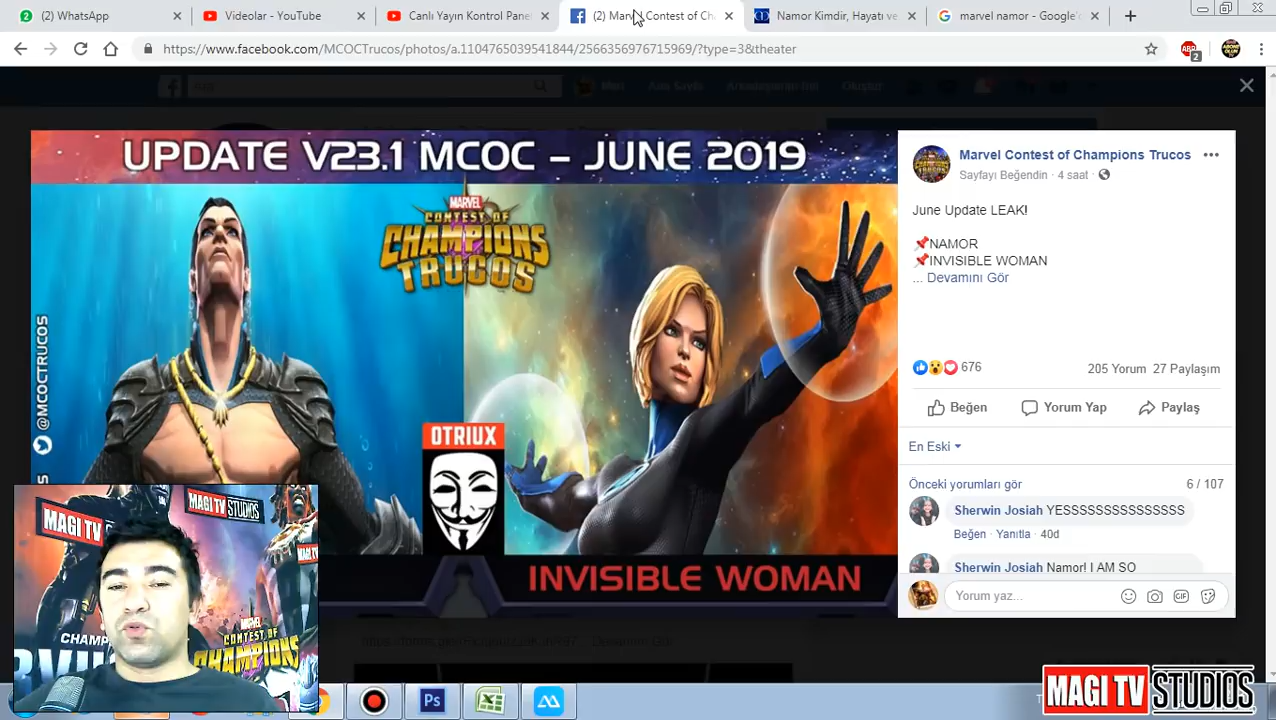 (2) WhatsApp
Videolar - YouTube
Canlı Yayın Kontrol Pane
(2) Marvel Contest of Ch
Namor Kimdir, Hayatı ve
marvel namor - Google'd
https://www.facebook.com/MCOCTrucos/photos/a.1104765039541844/2566356976715969/?type=3&theater
ABP
2
UPDATE V23.1 MCOC - JUNE 2019
MARVEL
CONTEST OF
CHAMPIONS
TRUCOS
@MCOCTRUCOS
OTRIUX
INVISIBLE WOMAN
Marvel Contest of Champions Trucos
Sayfayı Beğendin · 4 saat ·
June Update LEAK!
📌NAMOR
📌INVISIBLE WOMAN
... Devamını Gör
676
205 Yorum 27 Paylaşım
Beğen
Yorum Yap
Paylaş
En Eski
Önceki yorumları gör
6 / 107
Sherwin Josiah YESSSSSSSSSSSSSSS
Beğen · Yanıtla · 40d
Sherwin Josiah Namor! I AM SO
Yorum yaz...
GIF
MAGI TV STUDIOS
MAGI TV
CONTEST OF
CHAMPIONS
Ps
MAGI TV STUDIOS